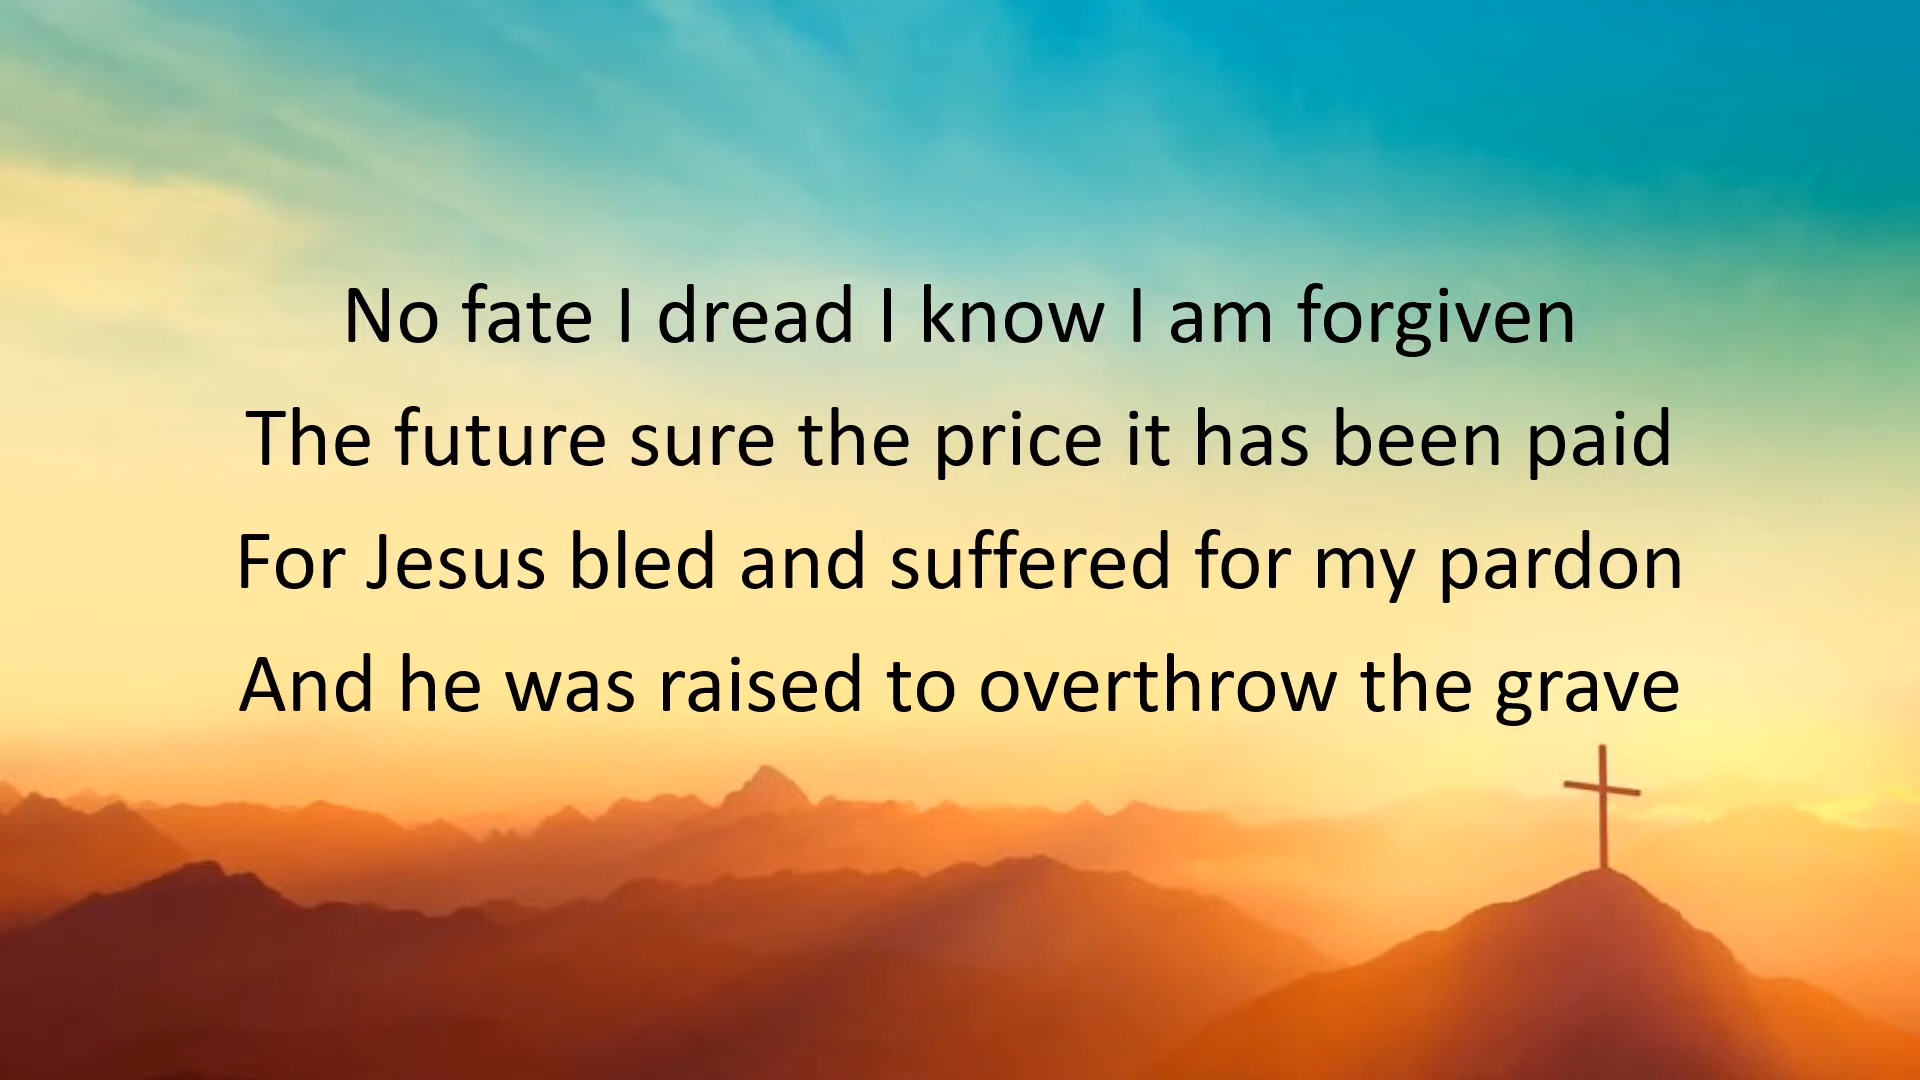 No fate I dread I know I am forgiven
The future sure the price it has been paid
For Jesus bled and suffered for my pardon
And he was raised to overthrow the grave